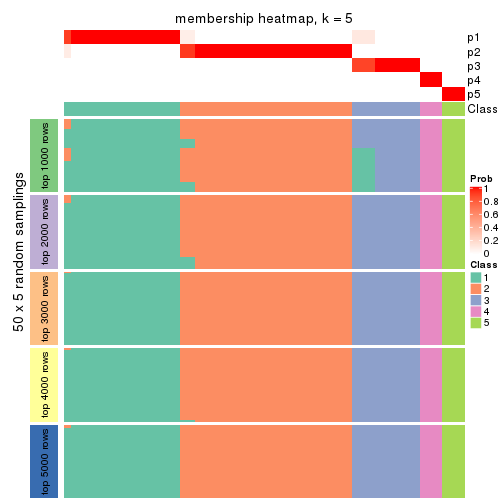 membership heatmap, k = 5
p1
p2
p3
p4
p5
Class
50 x 5 random samplings
top 1000 rows
top 2000 rows
top 3000 rows
top 4000 rows
top 5000 rows
Prob
1
0.8
0.6
0.4
0.2
0
Class
1
2
3
4
5